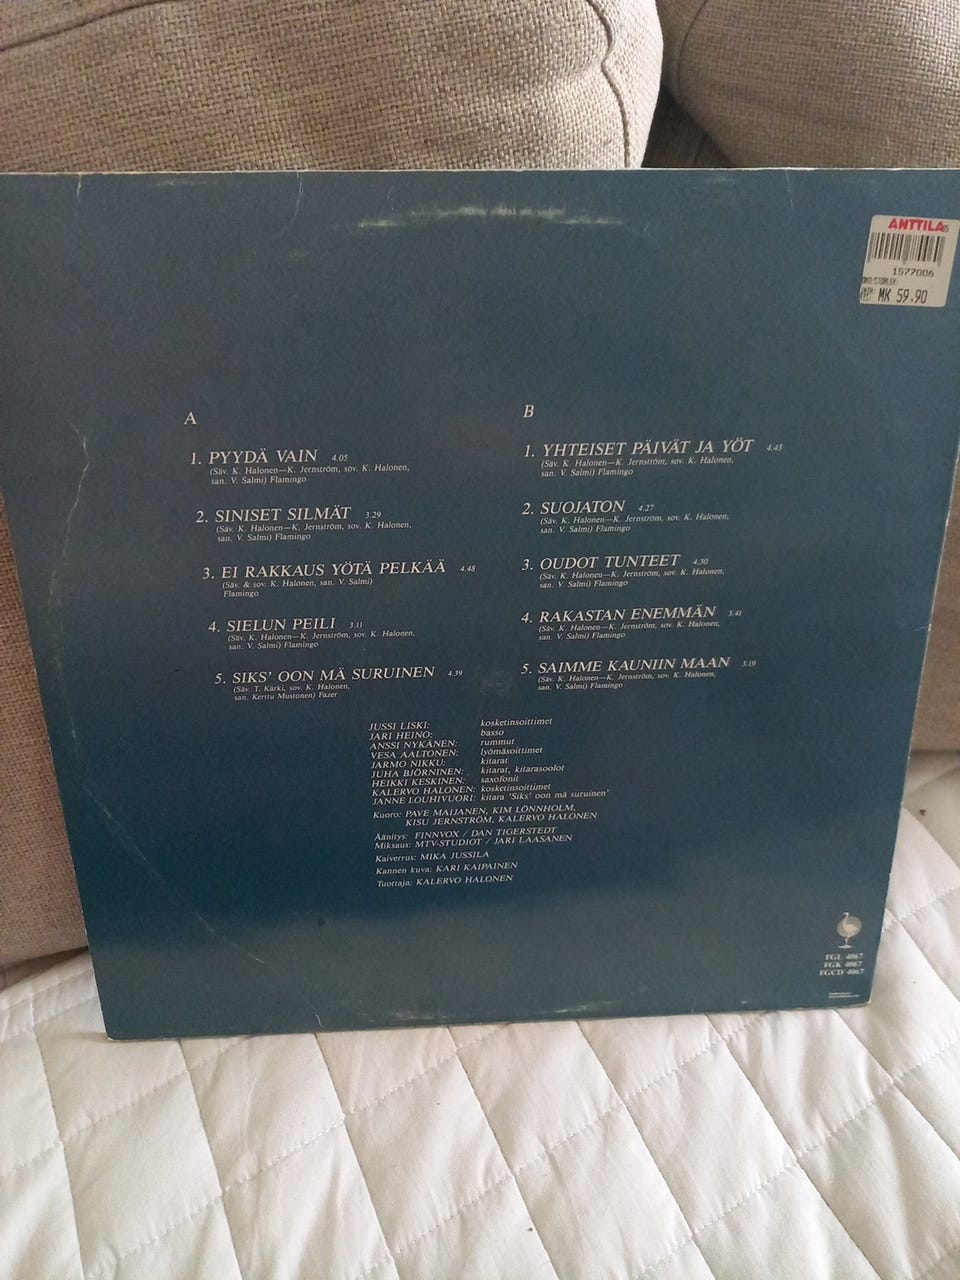 ANTTILA
1577006
MK 59.90
A
1. PYYDÄ VAIN 4.05
(Säv. K. Halonen—K. Jernström, sov. K. Halonen,
san. V. Salmi) Flamingo
2. SINISET SILMÄT 3.29
(Säv. K. Halonen—K. Jernström, sov. K. Halonen,
san. V. Salmi) Flamingo
3. EI RAKKAUS YÖTÄ PELKÄÄ 4.48
(Säv. & sov. K. Halonen, san. V. Salmi)
Flamingo
4. SIELUN PEILI 3.11
(Säv. K. Halonen—K. Jernström, sov. K. Halonen,
san. V. Salmi) Flamingo
5. SIKS' OON MÄ SURUINEN 4.39
(Säv. T. Kärki, sov. K. Halonen,
san. Kerttu Mustonen) Fazer
B
1. YHTEISET PÄIVÄT JA YÖT 4.43
(Säv. K. Halonen—K. Jernström, sov. K. Halonen,
san. V. Salmi) Flamingo
2. SUOJATON 4.27
(Säv. K. Halonen—K. Jernström, sov. K. Halonen,
san. V. Salmi) Flamingo
3. OUDOT TUNTEET 4.30
(Säv. K. Halonen—K. Jernström, sov. K. Halonen,
san. V. Salmi) Flamingo
4. RAKASTAN ENEMMÄN 3.41
(Säv. K. Halonen—K. Jernström, sov. K. Halonen,
san. V. Salmi) Flamingo
5. SAIMME KAUNIIN MAAN 3.19
(Säv. K. Halonen—K. Jernström, sov. K. Halonen,
san. V. Salmi) Flamingo
JUSSI LISKI: kosketinsoittimet
JARI HEINO: basso
ANSSI NYKÄNEN: rummut
VESA AALTONEN: lyömäsoittimet
JARMO NIKKU: kitarat
JUHA BJÖRNINEN: kitarat, kitarasoolot
HEIKKI KESKINEN: saxofonit
KALERVO HALONEN: kosketinsoittimet
JANNE LOUHIVUORI: kitara 'Siks' oon mä suruinen'
Kuoro: PAVE MAIJANEN, KIM LÖNNHOLM,
KISU JERNSTRÖM, KALERVO HALONEN
Äänitys: FINNVOX / DAN TIGERSTEDT
Miksaus: MTV-STUDIOT / JARI LAASANEN
Kaiverrus: MIKA JUSSILA
Kannen kuva: KARI KAIPAINEN
Tuottaja: KALERVO HALONEN
FGL 4067
FGK 4067
FGCD 4067